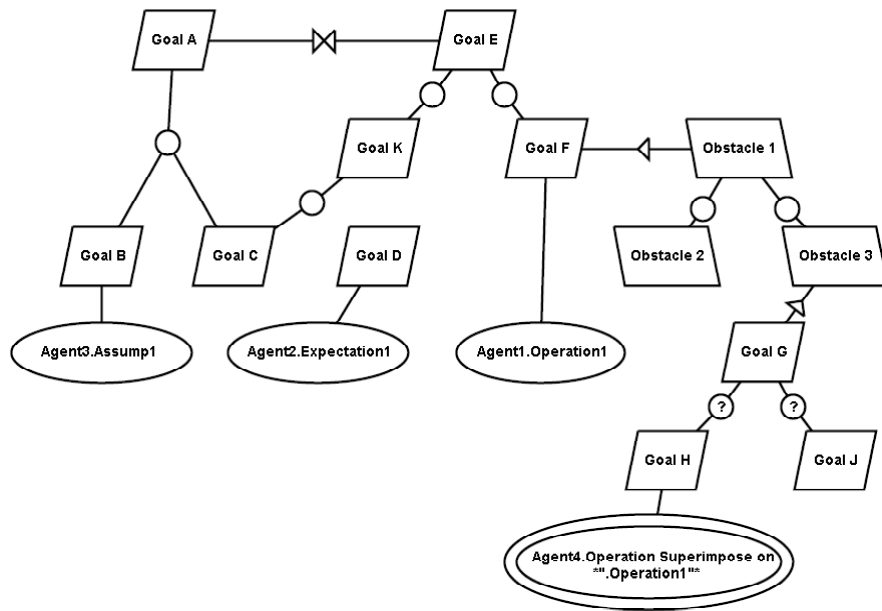 Goal A
Goal E
Goal K
Goal F
Obstacle 1
Goal B
Goal C
Goal D
Obstacle 2
Obstacle 3
Agent3.Assump1
Agent2.Expectation1
Agent1.Operation1
Goal G
?
?
Goal H
Goal J
Agent4.Operation Superimpose on
*".Operation1"*